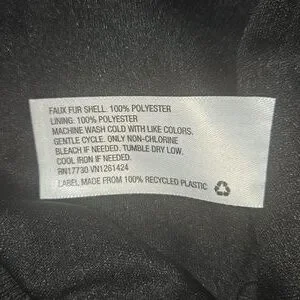 FAUX FUR SHELL: 100% POLYESTER
LINING: 100% POLYESTER
MACHINE WASH COLD WITH LIKE COLORS.
GENTLE CYCLE. ONLY NON-CHLORINE
BLEACH IF NEEDED. TUMBLE DRY LOW.
COOL IRON IF NEEDED.
RN17730 VN1261424
LABEL MADE FROM 100% RECYCLED PLASTIC